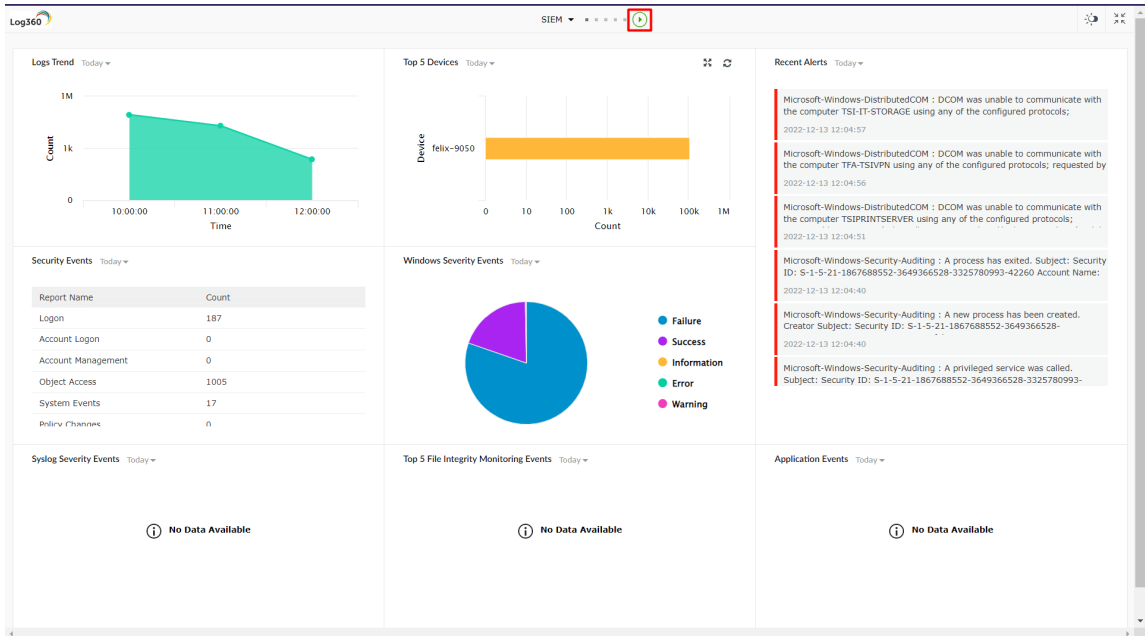 Log360
SIEM
Logs Trend Today
1M
1k
0
Count
10:00:00 11:00:00 12:00:00
Time
Top 5 Devices Today
Device
felix-9050
0 10 100 1k 10k 100k 1M
Count
Recent Alerts Today
Microsoft-Windows-DistributedCOM : DCOM was unable to communicate with
the computer TSI-IT-STORAGE using any of the configured protocols;
2022-12-13 12:04:57
Microsoft-Windows-DistributedCOM : DCOM was unable to communicate with
the computer TFA-TSIVPN using any of the configured protocols; requested by
2022-12-13 12:04:56
Microsoft-Windows-DistributedCOM : DCOM was unable to communicate with
the computer TSIPRINTSERVER using any of the configured protocols;
2022-12-13 12:04:51
Microsoft-Windows-Security-Auditing : A process has exited. Subject: Security
ID: S-1-5-21-1867688552-3649366528-3325780993-42260 Account Name:
2022-12-13 12:04:40
Microsoft-Windows-Security-Auditing : A new process has been created.
Creator Subject: Security ID: S-1-5-21-1867688552-3649366528-
2022-12-13 12:04:40
Microsoft-Windows-Security-Auditing : A privileged service was called.
Subject: Security ID: S-1-5-21-1867688552-3649366528-3325780993-
Security Events Today
Report Name Count
Logon 187
Account Logon 0
Account Management 0
Object Access 1005
System Events 17
Policy Changes 0
Windows Severity Events Today
Failure
Success
Information
Error
Warning
Syslog Severity Events Today
No Data Available
Top 5 File Integrity Monitoring Events Today
No Data Available
Application Events Today
No Data Available